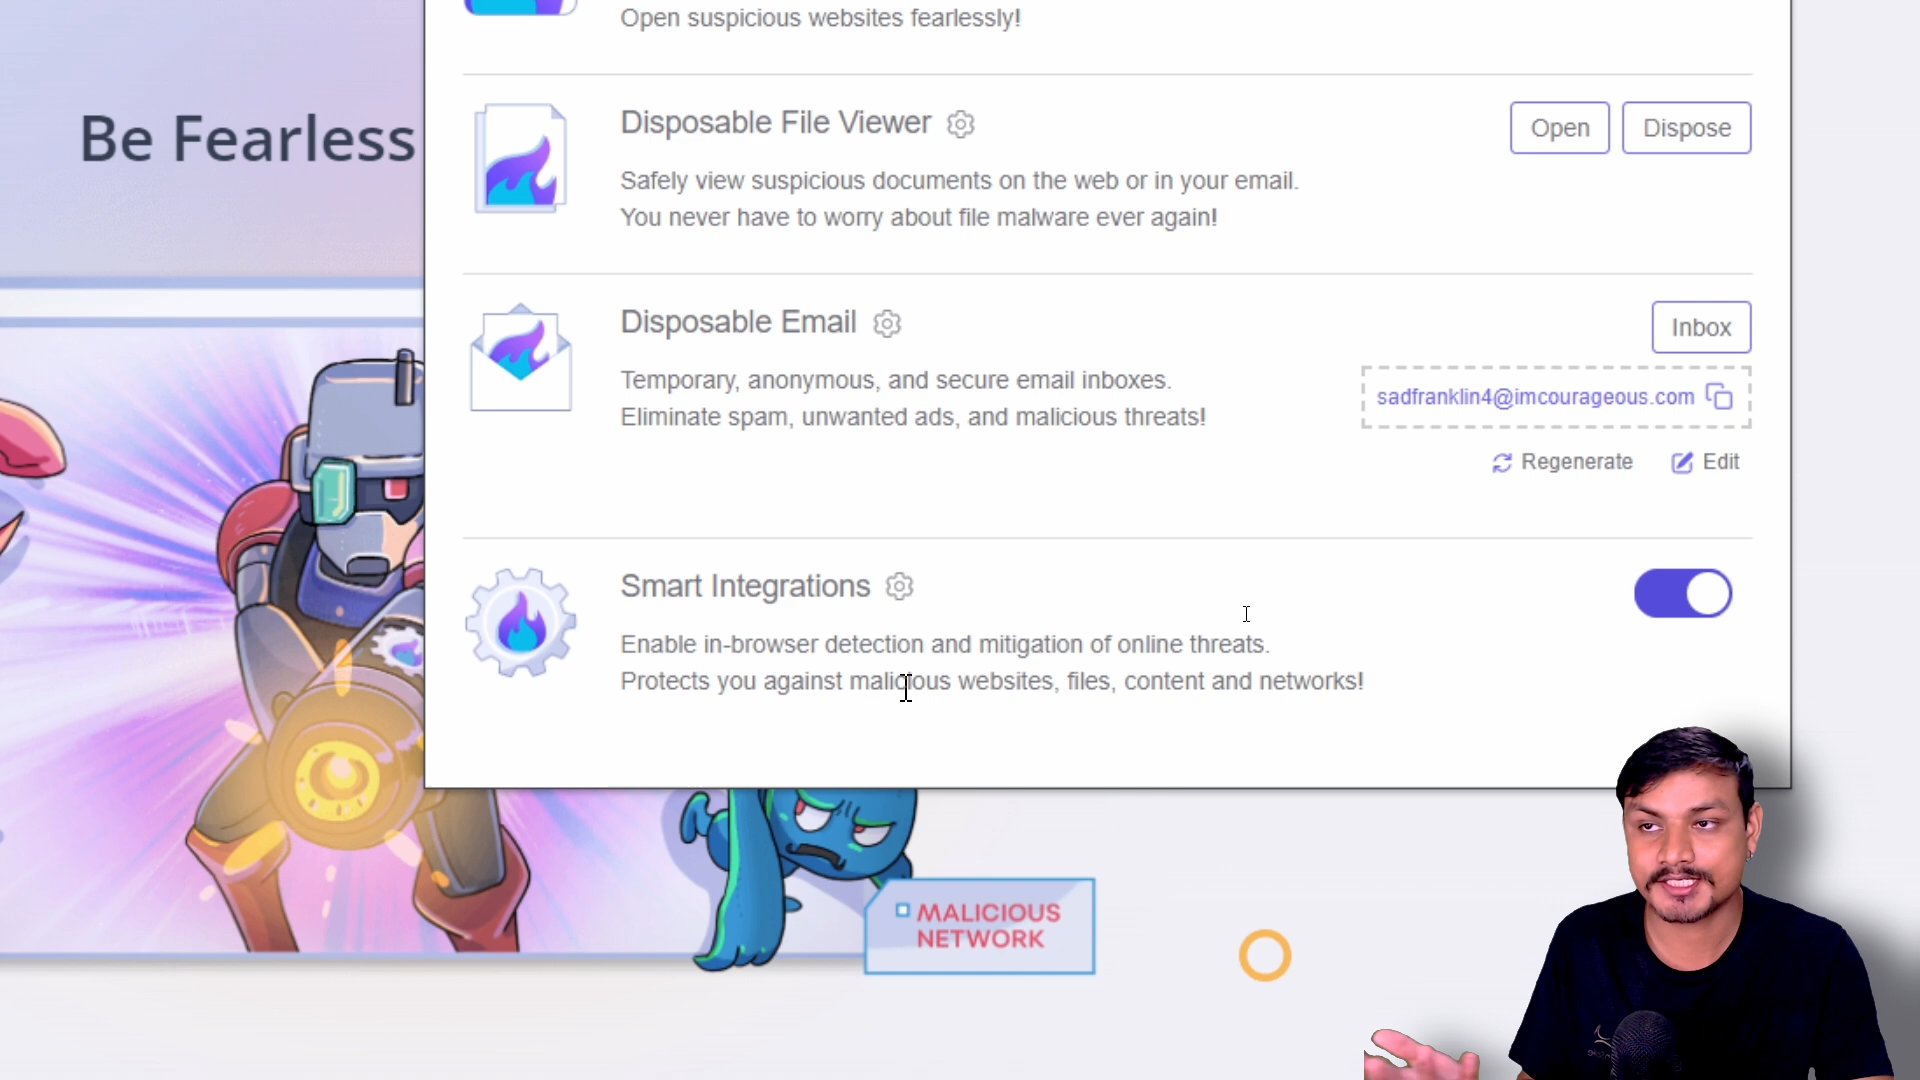 Open suspicious websites fearlessly!
Be Fearless
Disposable File Viewer
Open
Dispose
Safely view suspicious documents on the web or in your email.
You never have to worry about file malware ever again!
Disposable Email
Inbox
Temporary, anonymous, and secure email inboxes.
Eliminate spam, unwanted ads, and malicious threats!
sadfranklin4@imcourageous.com
Regenerate
Edit
Smart Integrations
Enable in-browser detection and mitigation of online threats.
Protects you against malicious websites, files, content and networks!
MALICIOUS
NETWORK